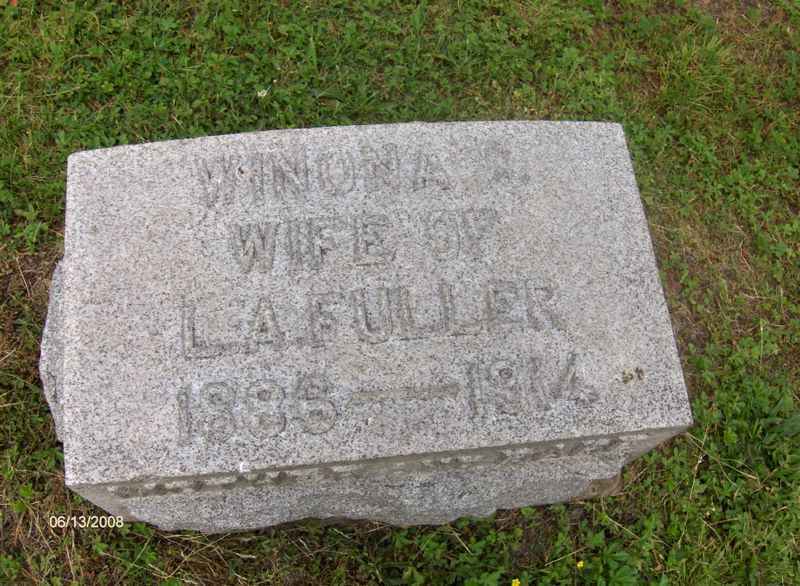 WINONA
WIFE OF
L.A. FULLER
1885 — 1914
06/13/2008